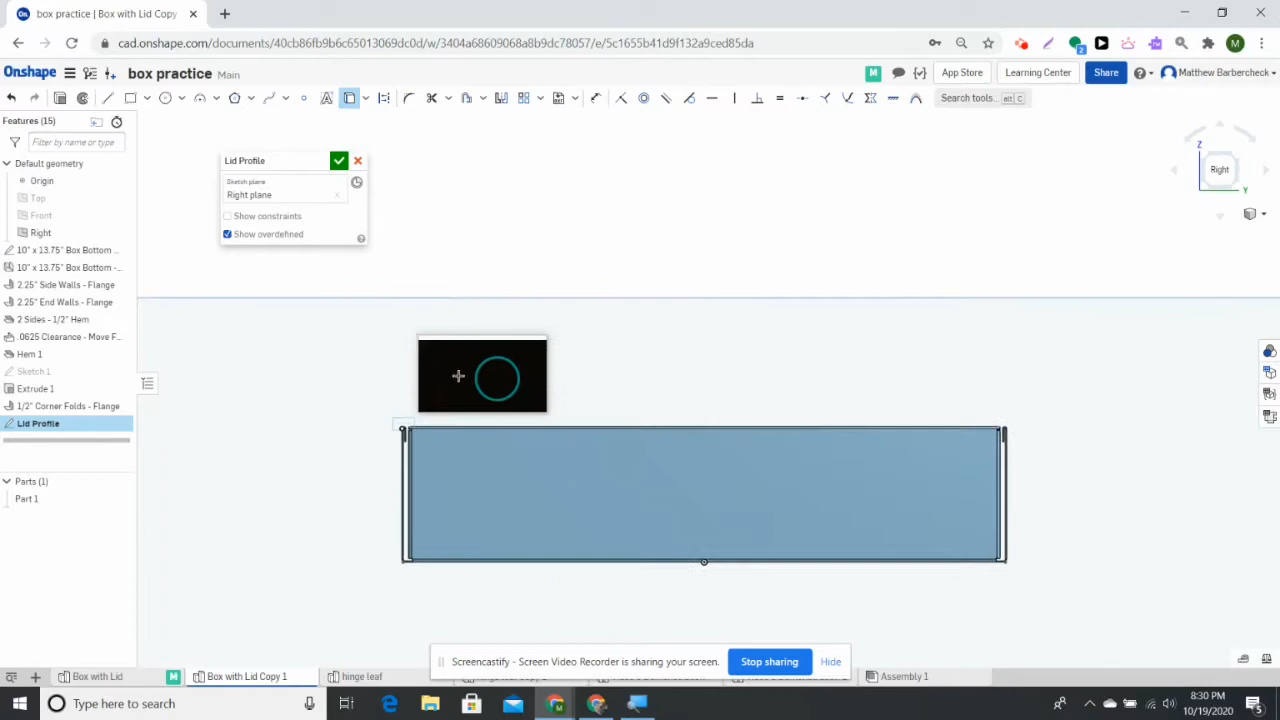 box practice | Box with Lid Copy
cad.onshape.com/documents/40cb86fb9b6c65013069dc0d/w/3404a68609068a8b9dc78057/e/5c1655b41d9f132a9ced85da
2
M
Onshape
box practice Main
M
App Store
Learning Center
Share
Matthew Barbercheck
Search tools... alt C
Features (15)
Filter by name or type
Default geometry
Origin
Top
Front
Right
10" x 13.75" Box Bottom ...
10" x 13.75" Box Bottom -...
2.25" Side Walls - Flange
2.25" End Walls - Flange
2 Sides - 1/2" Hem
.0625 Clearance - Move F...
Hem 1
Sketch 1
Extrude 1
1/2" Corner Folds - Flange
Lid Profile
Parts (1)
Part 1
Lid Profile
Sketch plane
Right plane
Show constraints
Show overdefined
Z
Right
Y
Screencastify - Screen Video Recorder is sharing your screen.
Stop sharing
Hide
Box with Lid
M
Box with Lid Copy 1
hinge leaf
Assembly 1
Type here to search
8:30 PM
10/19/2020
5